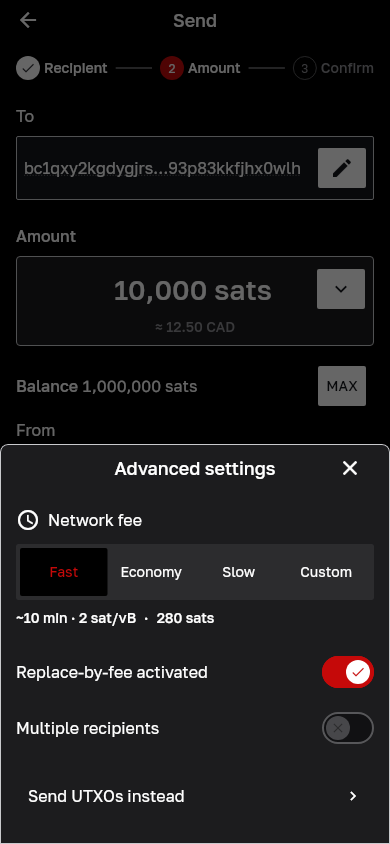 Send
Recipient
2 Amount
3 Confirm
To
bc1qxy2kgdygjrs...93p83kkfjhx0wlh
Amount
10,000 sats
≈ 12.50 CAD
Balance 1,000,000 sats
MAX
From
Advanced settings
Network fee
Fast
Economy
Slow
Custom
~10 min · 2 sat/vB · 280 sats
Replace-by-fee activated
Multiple recipients
Send UTXOs instead